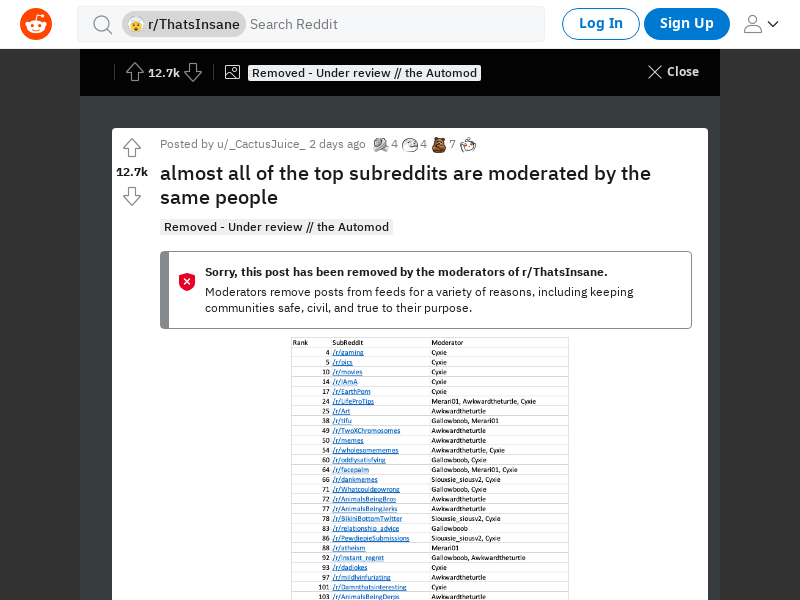 r/ThatsInsane Search Reddit Log In Sign Up
12.7k Removed - Under review // the Automod Close
Posted by u/_CactusJuice_ 2 days ago 4 4 7
12.7k
almost all of the top subreddits are moderated by the
same people
Removed - Under review // the Automod
Sorry, this post has been removed by the moderators of r/ThatsInsane.
Moderators remove posts from feeds for a variety of reasons, including keeping
communities safe, civil, and true to their purpose.
Rank SubReddit Moderator
4 /r/gaming Cyxie
5 /r/pics Cyxie
10 /r/movies Cyxie
14 /r/IAmA Cyxie
17 /r/EarthPorn Cyxie
24 /r/LifeProTips Merari01, Awkwardtheturtle, Cyxie
25 /r/Art Awkwardtheturtle
38 /r/tifu Gallowboob, Merari01
49 /r/TwoXChromosomes Awkwardtheturtle
50 /r/memes Awkwardtheturtle
54 /r/wholesomememes Awkwardtheturtle, Cyxie
60 /r/oddlysatisfying Gallowboob, Cyxie
64 /r/facepalm Gallowboob, Merari01, Cyxie
66 /r/dankmemes Siouxsie_siousv2, Cyxie
71 /r/Whatcouldgowrong Gallowboob, Cyxie
72 /r/AnimalsBeingBros Awkwardtheturtle
77 /r/AnimalsBeingJerks Awkwardtheturtle
78 /r/BikiniBottomTwitter Siouxsie_siousv2, Cyxie
83 /r/relationship_advice Gallowboob
86 /r/PewdiepieSubmissions Siouxsie_siousv2, Cyxie
88 /r/atheism Merari01
92 /r/instant_regret Gallowboob, Awkwardtheturtle
93 /r/dadjokes Cyxie
97 /r/mildlyinfuriating Awkwardtheturtle
101 /r/Damnthatsinteresting Cyxie
103 /r/AnimalsBeingDerps Awkwardtheturtle